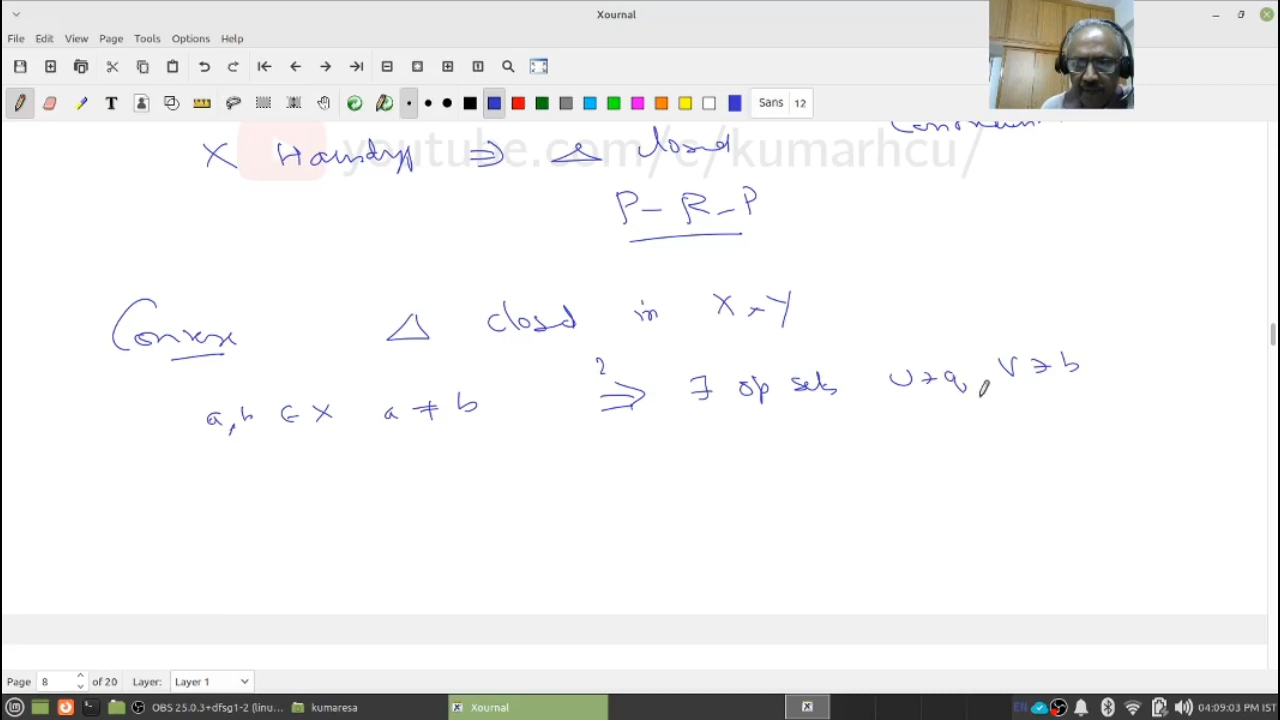 Xournal
File Edit View Page Tools Options Help
Sans 12
youtube.com/c/kumarhcu/
X Hausdff ⇒ △ closed
P – R – P
Converse △ closed in X × Y
a, b ∈ X a ≠ b ?⇒ ∃ op sets U ∋ a, V ∋ b
Page 8 of 20 Layer: Layer 1
OBS 25.0.3+dfsg1-2 (linu... kumaresa Xournal EN 04:09:03 PM IST